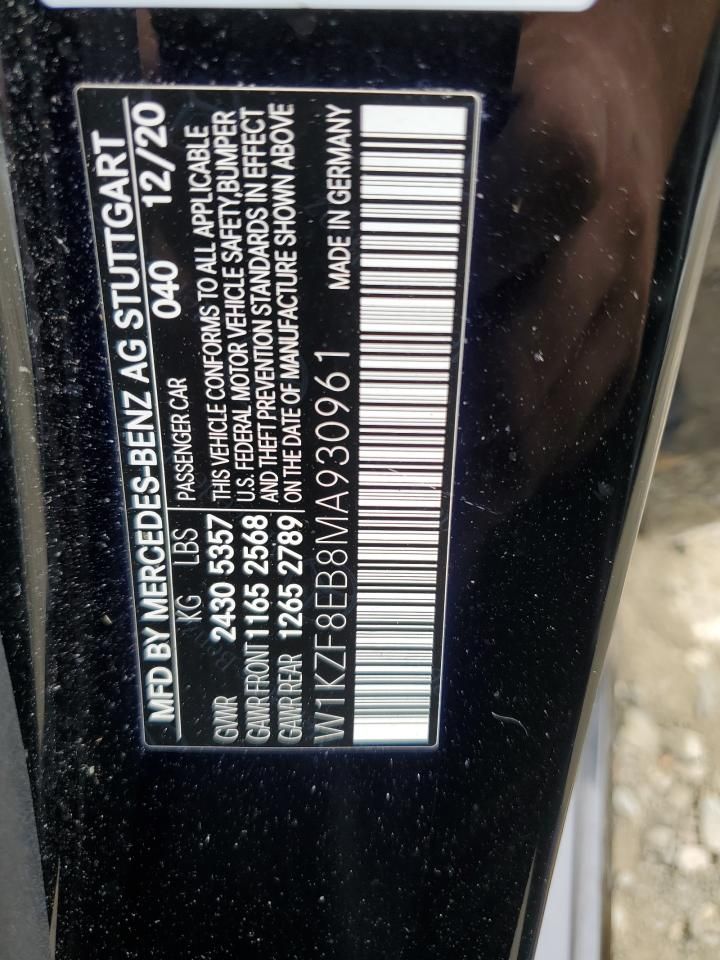 MFD BY MERCEDES-BENZ AG STUTTGART
KG LBS 040 12/20
PASSENGER CAR
GVWR 2430 5357
GAWR FRONT 1165 2568
GAWR REAR 1265 2789
THIS VEHICLE CONFORMS TO ALL APPLICABLE
U.S. FEDERAL MOTOR VEHICLE SAFETY,BUMPER
AND THEFT PREVENTION STANDARDS IN EFFECT
ON THE DATE OF MANUFACTURE SHOWN ABOVE
W1KZF8EB8MA930961 MADE IN GERMANY